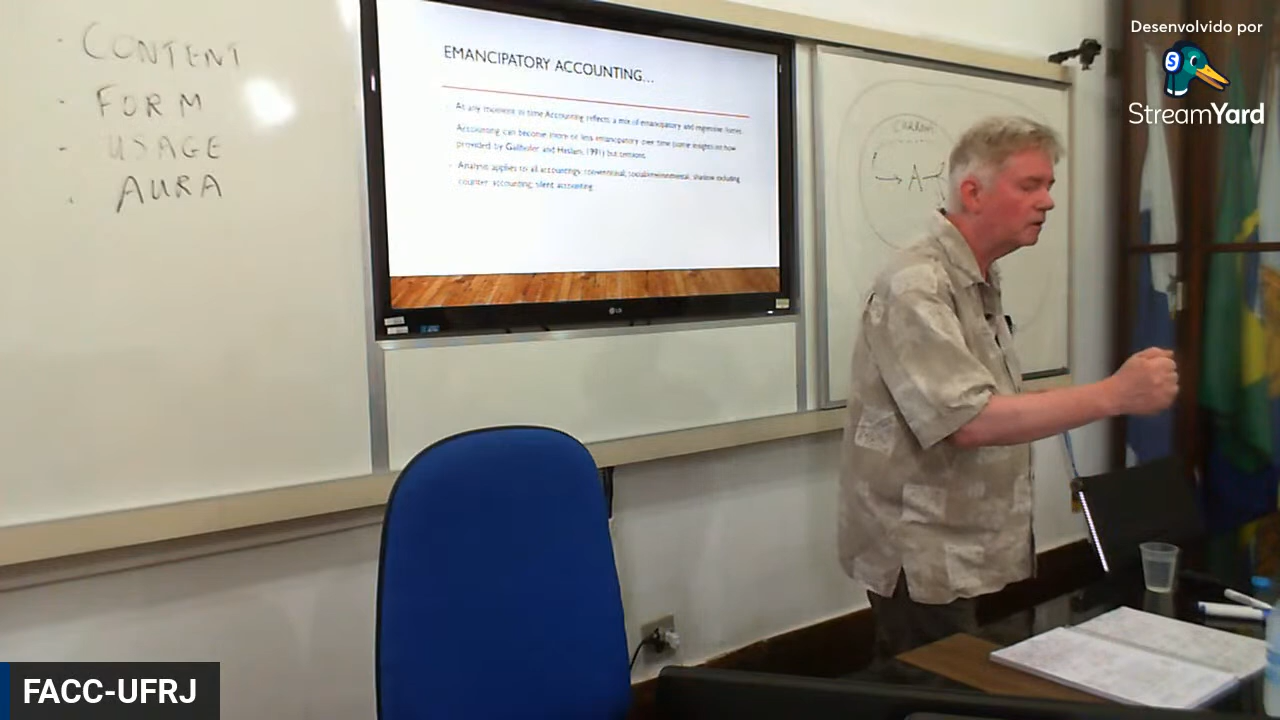 · CONTENT
· FORM
· USAGE
· AURA
EMANCIPATORY ACCOUNTING...
At any moment in time Accounting reflects a mix of emancipatory and regressive forces
Accounting can become more or less emancipatory over time (some insights on how
provided by Gallhofer and Haslam, 1991) but tensions
Analysis applies to all accountings: conventional; social/environmental; shadow including
counter accounting; silent accounting
LG
A
Desenvolvido por
S
StreamYard
FACC-UFRJ